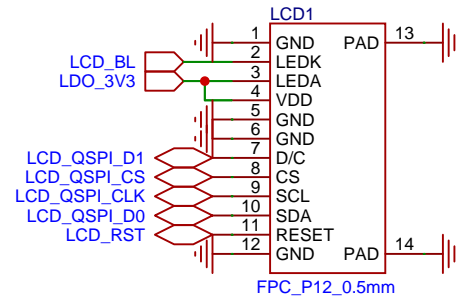 LCD1
1 GND PAD 13
LCD_BL 2 LEDK
LDO_3V3 3 LEDA
4 VDD
5 GND
6 GND
LCD_QSPI_D1 7 D/C
LCD_QSPI_CS 8 CS
LCD_QSPI_CLK 9 SCL
LCD_QSPI_D0 10 SDA
LCD_RST 11 RESET
12 GND PAD 14
FPC_P12_0.5mm